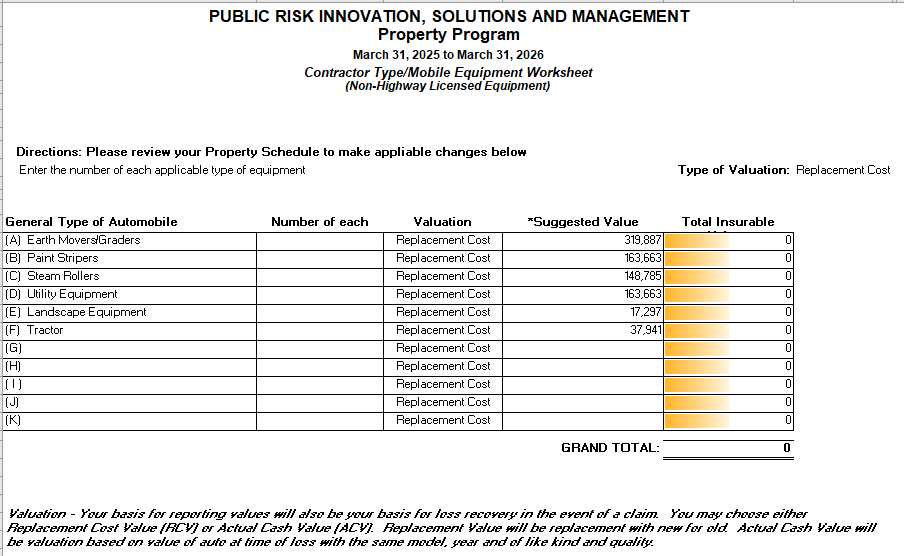 PUBLIC RISK INNOVATION, SOLUTIONS AND MANAGEMENT
Property Program
March 31, 2025 to March 31, 2026
Contractor Type/Mobile Equipment Worksheet
(Non-Highway Licensed Equipment)
Directions: Please review your Property Schedule to make appliable changes below
Enter the number of each applicable type of equipment Type of Valuation: Replacement Cost
General Type of Automobile Number of each Valuation *Suggested Value Total Insurable
(A) Earth Movers/Graders Replacement Cost 319,887 0
(B) Paint Stripers Replacement Cost 163,663 0
(C) Steam Rollers Replacement Cost 148,785 0
(D) Utility Equipment Replacement Cost 163,663 0
(E) Landscape Equipment Replacement Cost 17,297 0
(F) Tractor Replacement Cost 37,941 0
(G) Replacement Cost 0
(H) Replacement Cost 0
(I) Replacement Cost 0
(J) Replacement Cost 0
(K) Replacement Cost 0
GRAND TOTAL: 0
Valuation - Your basis for reporting values will also be your basis for loss recovery in the event of a claim. You may choose either
Replacement Cost Value (RCV) or Actual Cash Value (ACV). Replacement Value will be replacement with new for old. Actual Cash Value will
be valuation based on value of auto at time of loss with the same model, year and of like kind and quality.